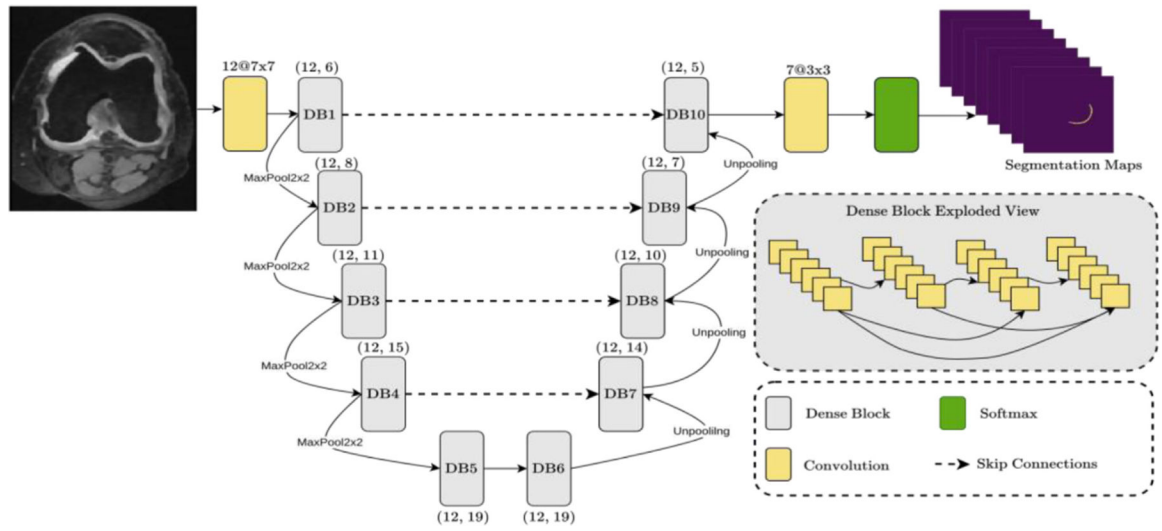 12@7x7
(12, 6)
(12, 5)
7@3x3
DB1
DB10
Segmentation Maps
(12, 8)
(12, 7)
MaxPool2x2
Unpooling
DB2
DB9
Dense Block Exploded View
(12, 11)
(12, 10)
MaxPool2x2
Unpooling
DB3
DB8
(12, 15)
(12, 14)
MaxPool2x2
Unpooling
DB4
DB7
Dense Block
Softmax
MaxPool2x2
Unpoolilng
DB5
DB6
Convolution
Skip Connections
(12, 19)
(12, 19)